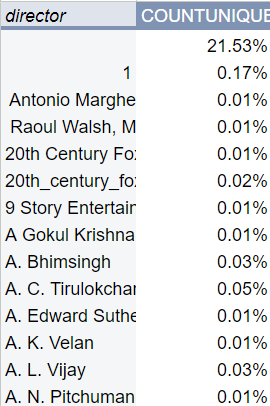 director COUNTUNIQUE
21.53%
1 0.17%
Antonio Marghe 0.01%
Raoul Walsh, M 0.01%
20th Century Fo 0.01%
20th_century_fo 0.02%
9 Story Entertain 0.01%
A Gokul Krishna 0.01%
A. Bhimsingh 0.03%
A. C. Tirulokchar 0.05%
A. Edward Suthe 0.01%
A. K. Velan 0.01%
A. L. Vijay 0.03%
A. N. Pitchuman 0.01%